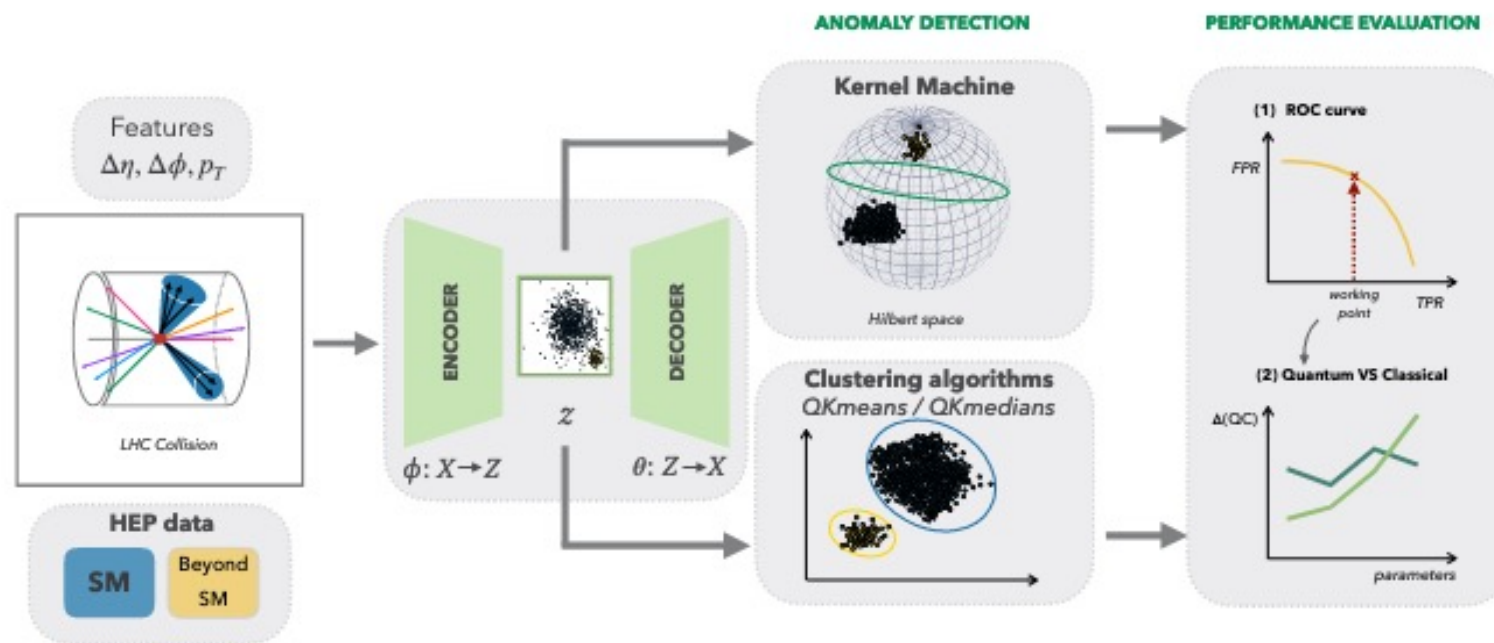 ANOMALY DETECTION
PERFORMANCE EVALUATION
Features
Δη, Δϕ, p_T
LHC Collision
HEP data
SM
Beyond
SM
ENCODER
z
DECODER
ϕ: X→Z
θ: Z→X
Kernel Machine
Hilbert space
Clustering algorithms
QKmeans / QKmedians
(1) ROC curve
FPR
working
point
TPR
(2) Quantum VS Classical
Δ(QC)
parameters